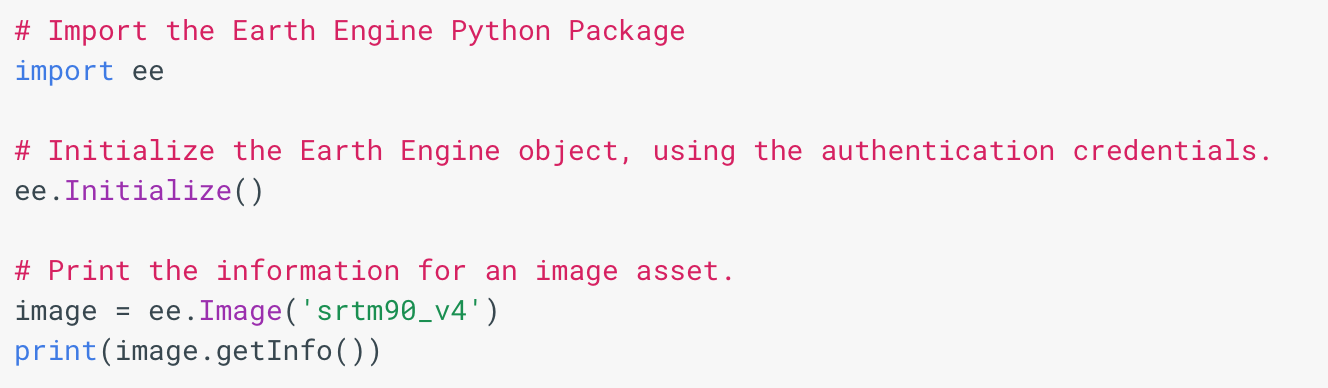 # Import the Earth Engine Python Package
import ee
# Initialize the Earth Engine object, using the authentication credentials.
ee.Initialize()
# Print the information for an image asset.
image = ee.Image('srtm90_v4')
print(image.getInfo())